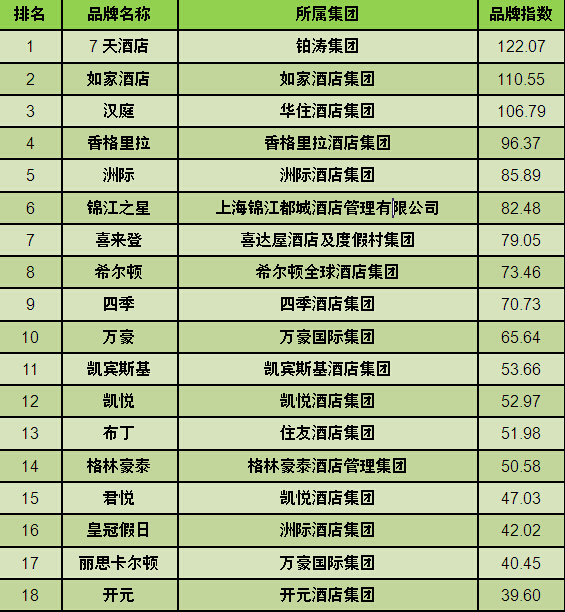 排名 品牌名称 所属集团 品牌指数
1 7天酒店 铂涛集团 122.07
2 如家酒店 如家酒店集团 110.55
3 汉庭 华住酒店集团 106.79
4 香格里拉 香格里拉酒店集团 96.37
5 洲际 洲际酒店集团 85.89
6 锦江之星 上海锦江都城酒店管理有限公司 82.48
7 喜来登 喜达屋酒店及度假村集团 79.05
8 希尔顿 希尔顿全球酒店集团 73.46
9 四季 四季酒店集团 70.73
10 万豪 万豪国际集团 65.64
11 凯宾斯基 凯宾斯基酒店集团 53.66
12 凯悦 凯悦酒店集团 52.97
13 布丁 住友酒店集团 51.98
14 格林豪泰 格林豪泰酒店管理集团 50.58
15 君悦 凯悦酒店集团 47.03
16 皇冠假日 洲际酒店集团 42.02
17 丽思卡尔顿 万豪国际集团 40.45
18 开元 开元酒店集团 39.60